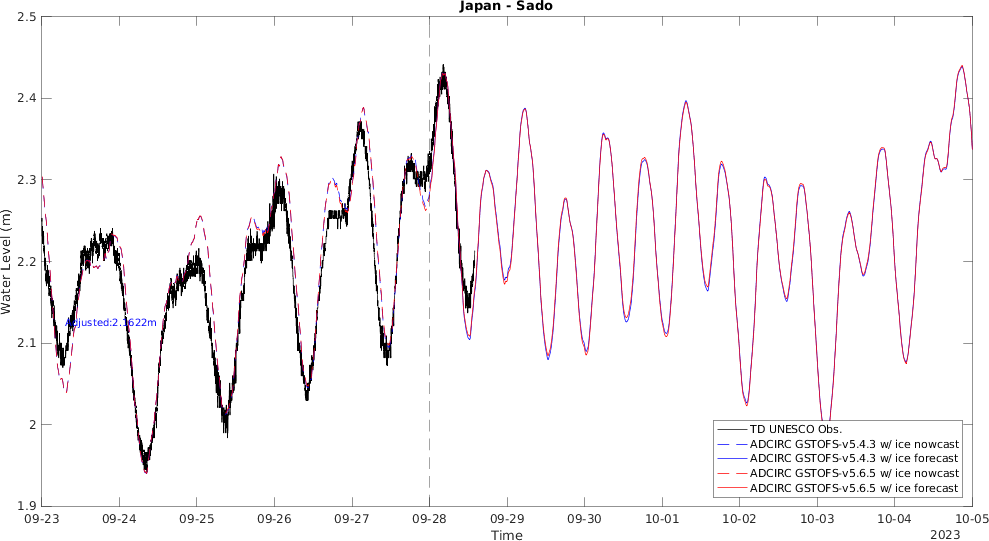 Japan - Sado
Water Level (m)
2.5
2.4
2.3
2.2
2.1
2
1.9
Adjusted:2.1622m
TD UNESCO Obs.
ADCIRC GSTOFS-v5.4.3 w/ ice nowcast
ADCIRC GSTOFS-v5.4.3 w/ ice forecast
ADCIRC GSTOFS-v5.6.5 w/ ice nowcast
ADCIRC GSTOFS-v5.6.5 w/ ice forecast
09-23 09-24 09-25 09-26 09-27 09-28 09-29 09-30 10-01 10-02 10-03 10-04 10-05
Time
2023